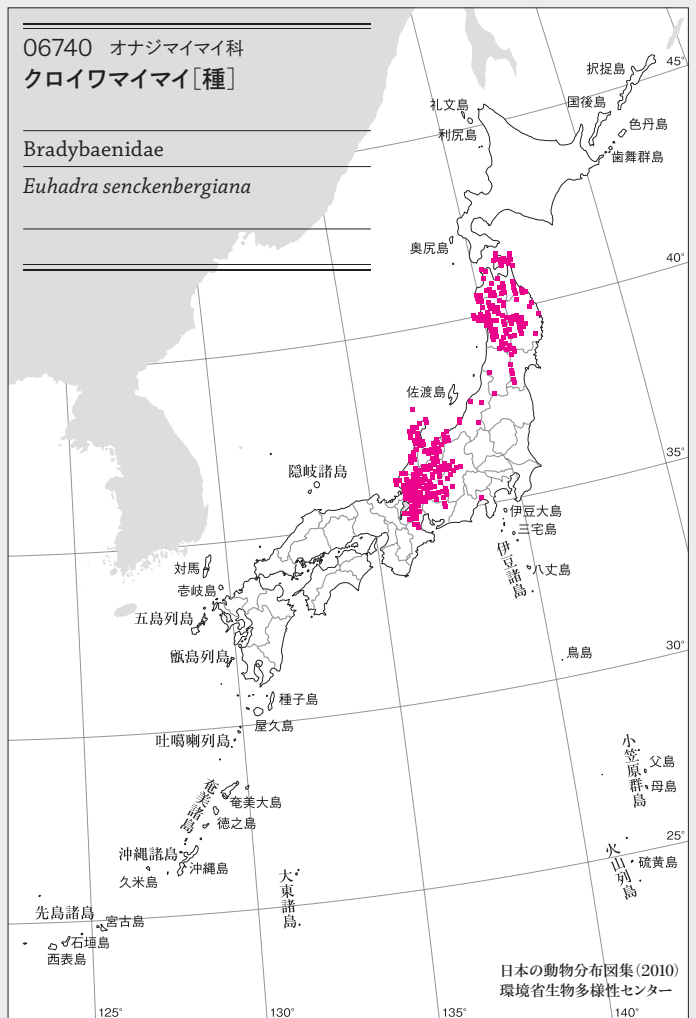 06740 オナジマイマイ科
クロイワマイマイ［種］
Bradybaenidae
Euhadra senckenbergiana
45°
択捉島
礼文島
国後島
色丹島
利尻島
歯舞群島
奥尻島
40°
佐渡島
35°
隠岐諸島
伊豆大島
三宅島
伊豆諸島
八丈島
対馬
壱岐島
五島列島
甑島列島
鳥島
30°
種子島
屋久島
吐噶喇列島
小笠原群島
父島
母島
奄美諸島
奄美大島
徳之島
25°
沖縄諸島
沖縄島
久米島
火山列島
硫黄島
大東諸島
先島諸島
宮古島
石垣島
西表島
日本の動物分布図集（2010）
環境省生物多様性センター
125°
130°
135°
140°